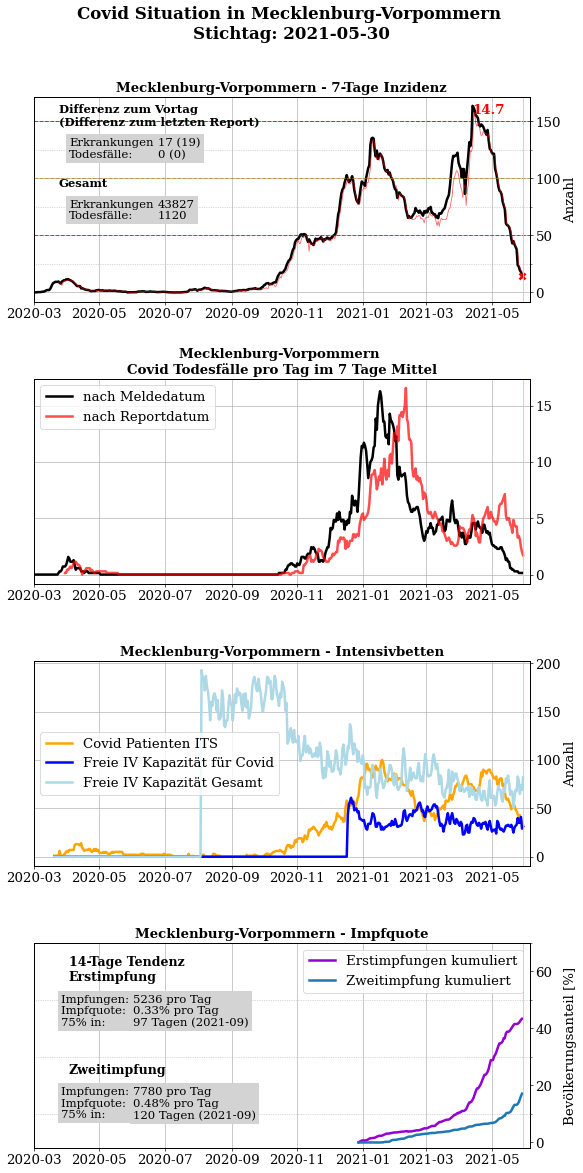 Covid Situation in Mecklenburg-Vorpommern
Stichtag: 2021-05-30
Mecklenburg-Vorpommern - 7-Tage Inzidenz
Differenz zum Vortag
(Differenz zum letzten Report)
Erkrankungen 17 (19)
Todesfälle: 0 (0)
Gesamt
Erkrankungen 43827
Todesfälle: 1120
14.7
150
100
50
0
Anzahl
2020-03 2020-05 2020-07 2020-09 2020-11 2021-01 2021-03 2021-05
Mecklenburg-Vorpommern
Covid Todesfälle pro Tag im 7 Tage Mittel
nach Meldedatum
nach Reportdatum
15
10
5
0
2020-03 2020-05 2020-07 2020-09 2020-11 2021-01 2021-03 2021-05
Mecklenburg-Vorpommern - Intensivbetten
Covid Patienten ITS
Freie IV Kapazität für Covid
Freie IV Kapazität Gesamt
200
150
100
50
0
Anzahl
2020-03 2020-05 2020-07 2020-09 2020-11 2021-01 2021-03 2021-05
Mecklenburg-Vorpommern - Impfquote
14-Tage Tendenz
Erstimpfung
Impfungen: 5236 pro Tag
Impfquote: 0.33% pro Tag
75% in: 97 Tagen (2021-09)
Zweitimpfung
Impfungen: 7780 pro Tag
Impfquote: 0.48% pro Tag
75% in: 120 Tagen (2021-09)
Erstimpfungen kumuliert
Zweitimpfung kumuliert
60
40
20
0
Bevölkerungsanteil [%]
2020-03 2020-05 2020-07 2020-09 2020-11 2021-01 2021-03 2021-05